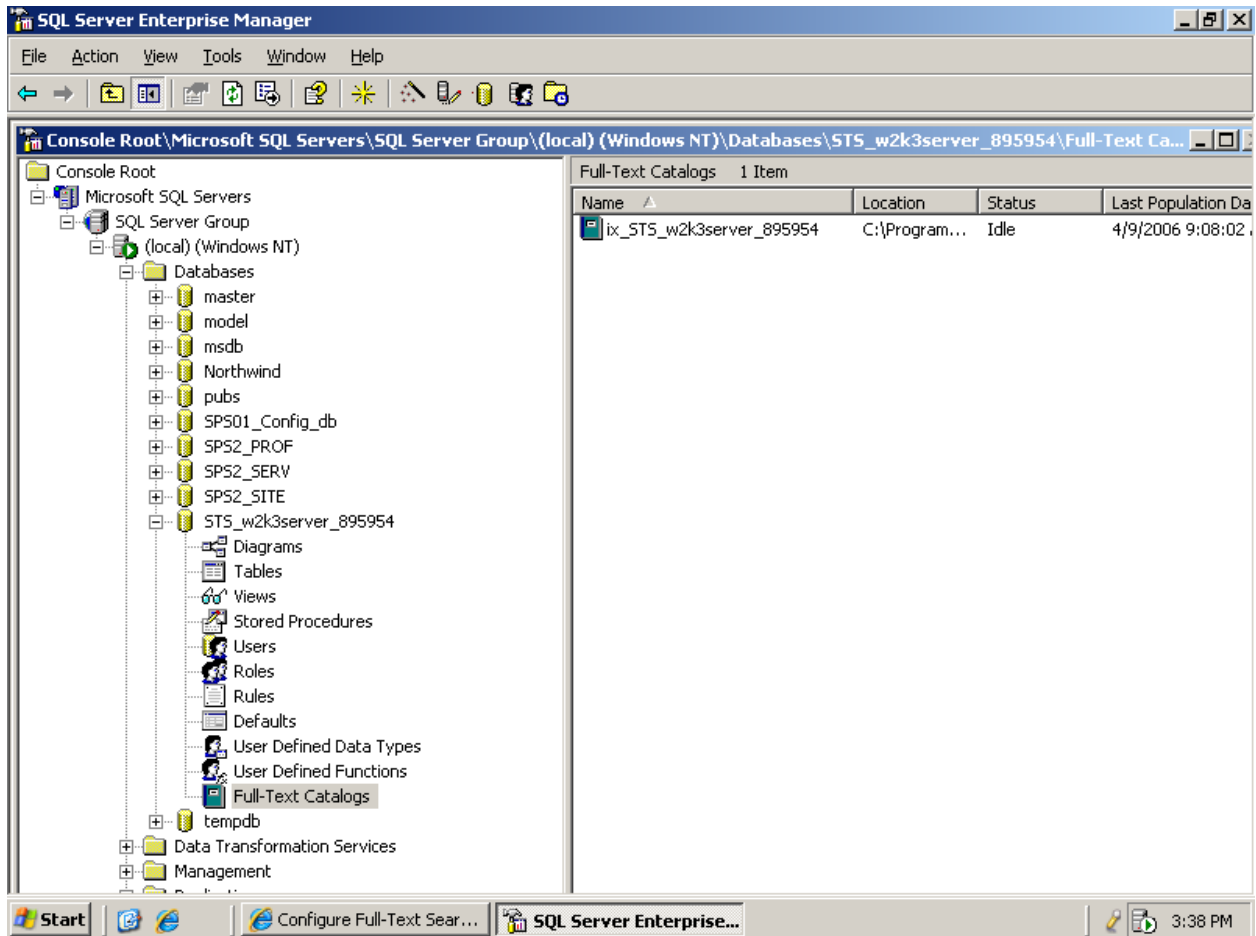 SQL Server Enterprise Manager
File Action View Tools Window Help
Console Root\Microsoft SQL Servers\SQL Server Group\(local) (Windows NT)\Databases\STS_w2k3server_895954\Full-Text Ca...
Console Root
Microsoft SQL Servers
SQL Server Group
(local) (Windows NT)
Databases
master
model
msdb
Northwind
pubs
SPS01_Config_db
SPS2_PROF
SPS2_SERV
SPS2_SITE
STS_w2k3server_895954
Diagrams
Tables
Views
Stored Procedures
Users
Roles
Rules
Defaults
User Defined Data Types
User Defined Functions
Full-Text Catalogs
tempdb
Data Transformation Services
Management
Full-Text Catalogs 1 Item
Name Location Status Last Population Da
ix_STS_w2k3server_895954 C:\Program... Idle 4/9/2006 9:08:02
Start Configure Full-Text Sear... SQL Server Enterprise... 3:38 PM